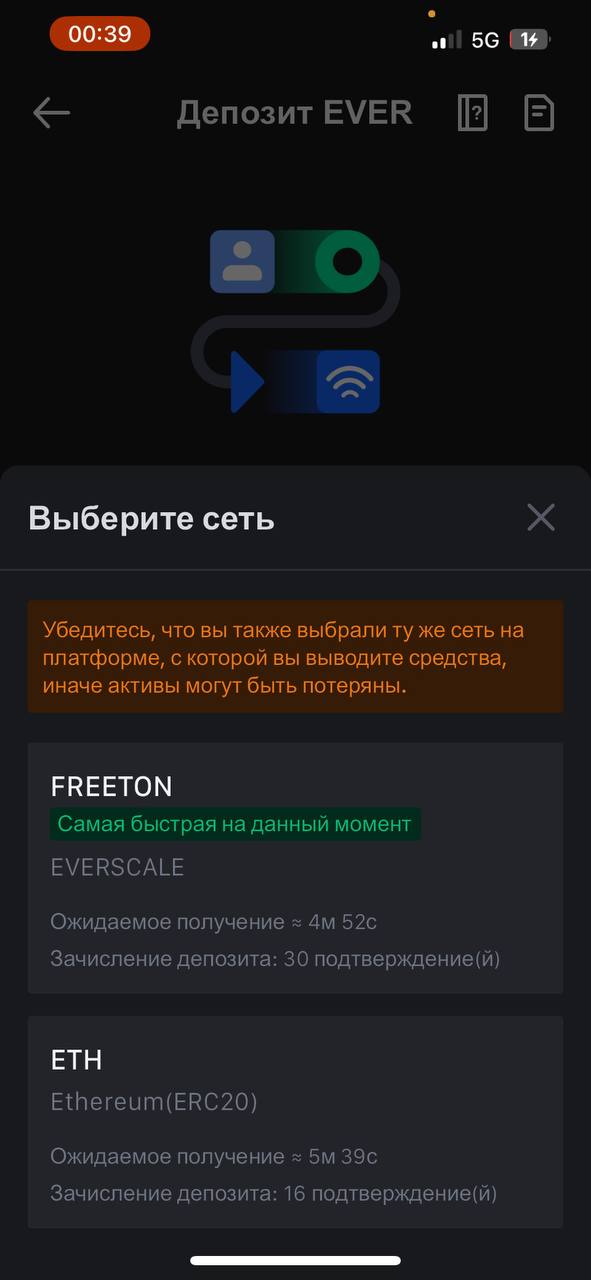 00:39
5G
1
Депозит EVER
?
Выберите сеть
Убедитесь, что вы также выбрали ту же сеть на
платформе, с которой вы выводите средства,
иначе активы могут быть потеряны.
FREETON
Самая быстрая на данный момент
EVERSCALE
Ожидаемое получение ≈ 4м 52с
Зачисление депозита: 30 подтверждение(й)
ETH
Ethereum(ERC20)
Ожидаемое получение ≈ 5м 39с
Зачисление депозита: 16 подтверждение(й)